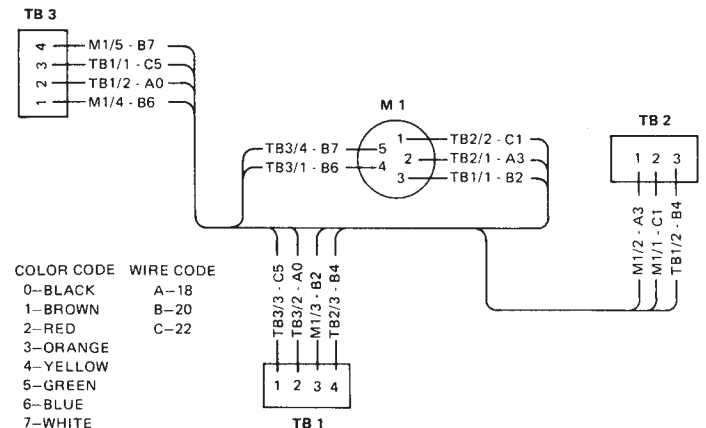 TB 3
4 M1/5 - B7
3 TB1/1 - C5
2 TB1/2 - A0
1 M1/4 - B6
M 1
TB3/4 - B7 5
TB3/1 - B6 4
1 TB2/2 - C1
2 TB2/1 - A3
3 TB1/1 - B2
TB 2
1 2 3
M1/2 - A3
M1/1 - C1
TB1/2 - B4
COLOR CODE WIRE CODE
0–BLACK A–18
1–BROWN B–20
2–RED C–22
3–ORANGE
4–YELLOW
5–GREEN
6–BLUE
7–WHITE
TB3/3 - C5
TB3/2 - A0
M1/3 - B2
TB2/3 - B4
1 2 3 4
TB 1